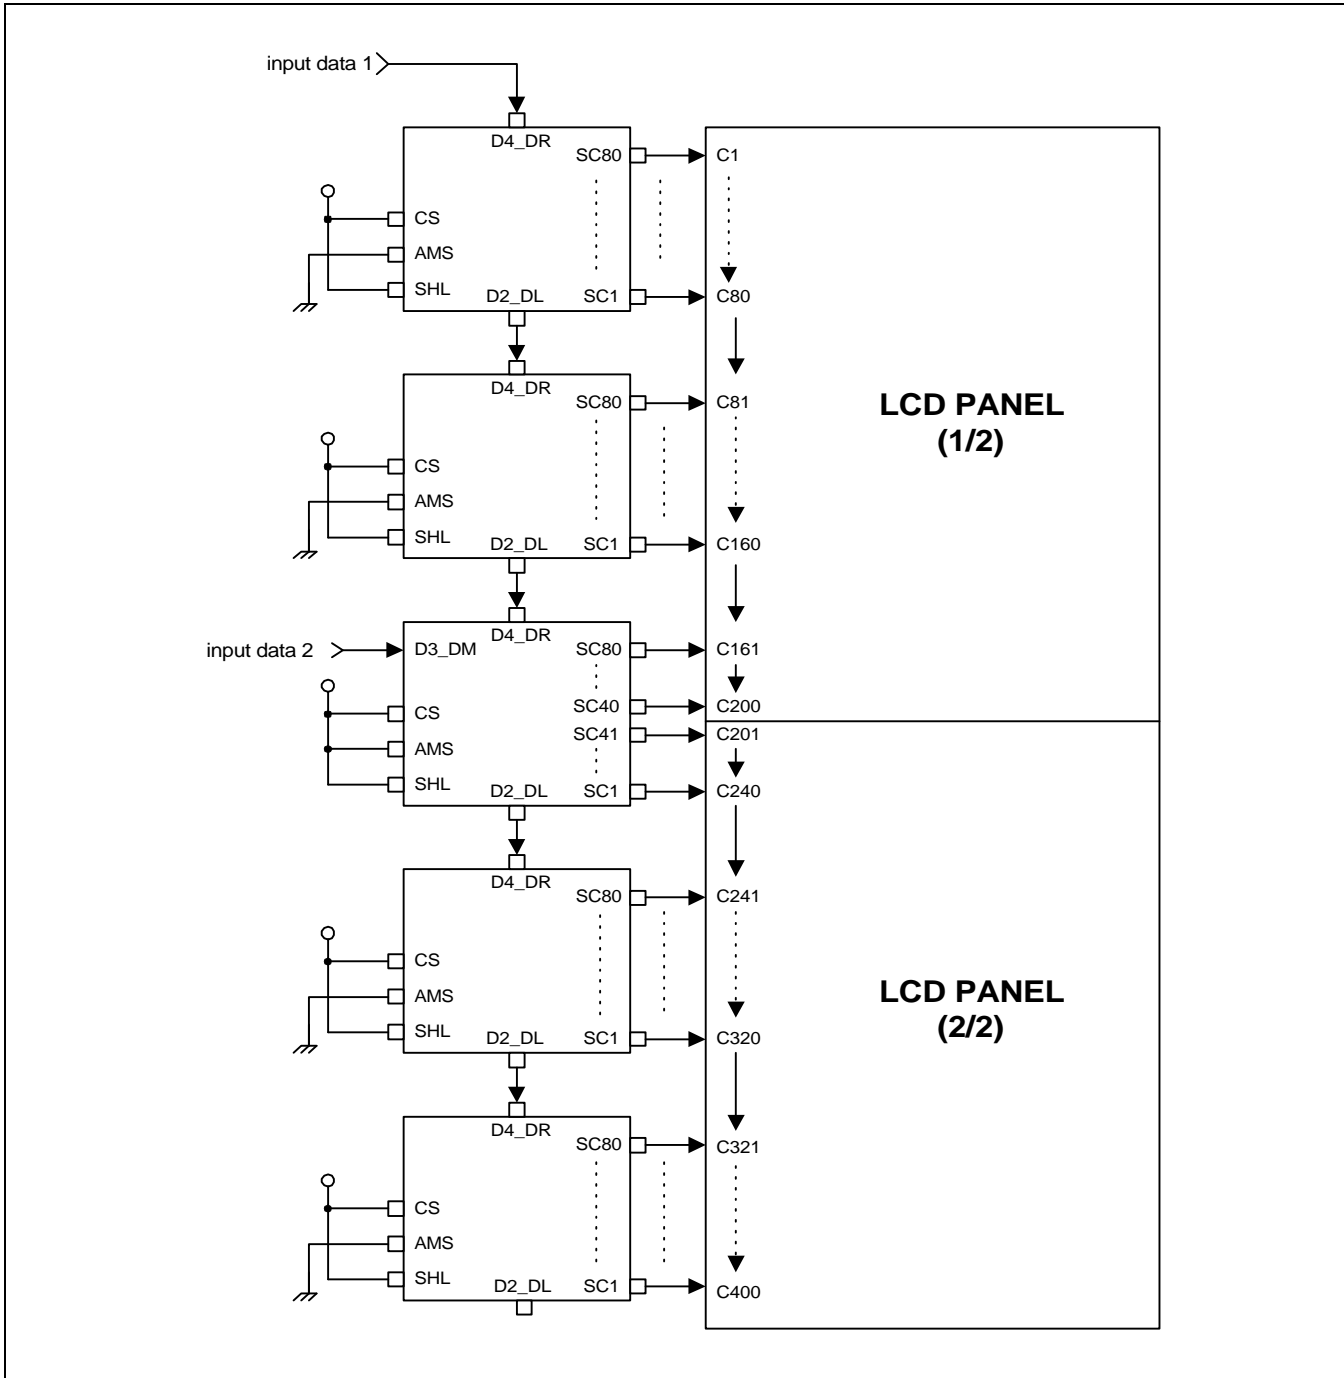 input data 1
D4_DR
SC80
C1
CS
AMS
SHL
D2_DL
SC1
C80
D4_DR
SC80
C81
LCD PANEL
(1/2)
CS
AMS
SHL
D2_DL
SC1
C160
input data 2
D4_DR
D3_DM
SC80
C161
CS
SC40
C200
AMS
SC41
C201
SHL
D2_DL
SC1
C240
D4_DR
SC80
C241
CS
AMS
LCD PANEL
(2/2)
SHL
D2_DL
SC1
C320
D4_DR
SC80
C321
CS
AMS
SHL
D2_DL
SC1
C400